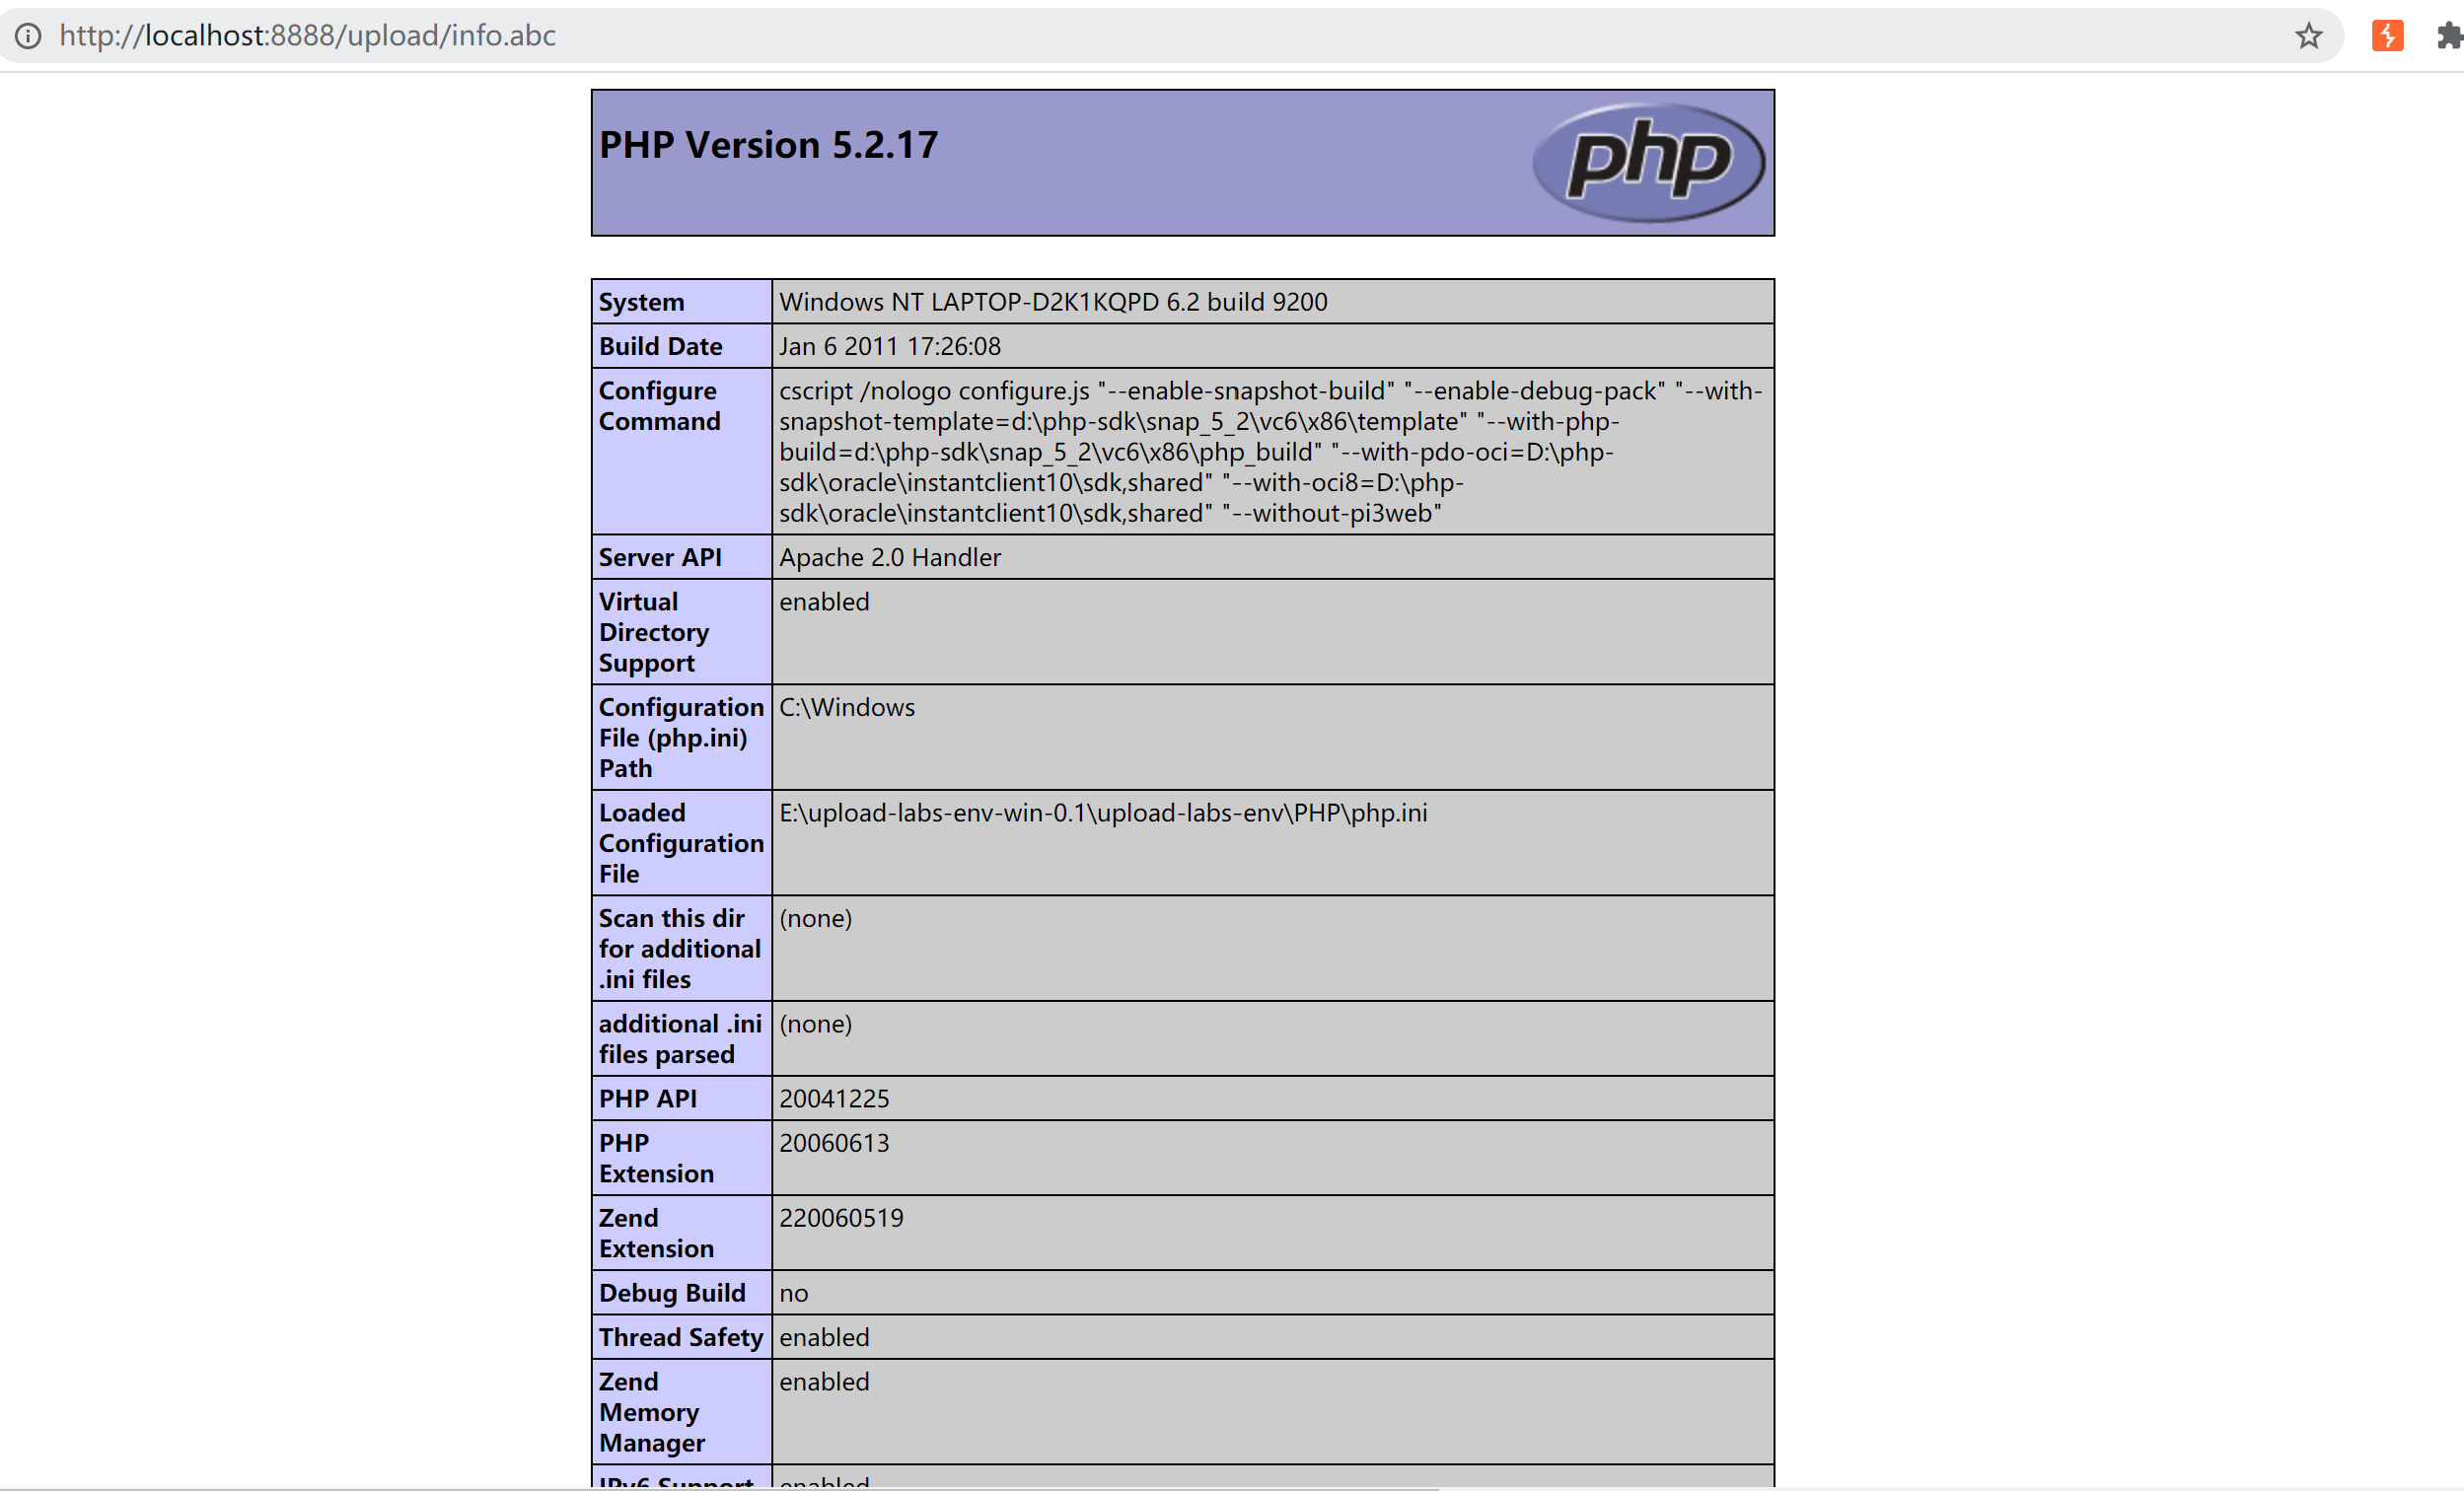 http://localhost:8888/upload/info.abc
PHP Version 5.2.17
php
System
Windows NT LAPTOP-D2K1KQPD 6.2 build 9200
Build Date
Jan 6 2011 17:26:08
Configure
Command
cscript /nologo configure.js "--enable-snapshot-build" "--enable-debug-pack" "--with-
snapshot-template=d:\php-sdk\snap_5_2\vc6\x86\template" "--with-php-
build=d:\php-sdk\snap_5_2\vc6\x86\php_build" "--with-pdo-oci=D:\php-
sdk\oracle\instantclient10\sdk,shared" "--with-oci8=D:\php-
sdk\oracle\instantclient10\sdk,shared" "--without-pi3web"
Server API
Apache 2.0 Handler
Virtual
Directory
Support
enabled
Configuration
File (php.ini)
Path
C:\Windows
Loaded
Configuration
File
E:\upload-labs-env-win-0.1\upload-labs-env\PHP\php.ini
Scan this dir
for additional
.ini files
(none)
additional .ini
files parsed
(none)
PHP API
20041225
PHP
Extension
20060613
Zend
Extension
220060519
Debug Build
no
Thread Safety
enabled
Zend
Memory
Manager
enabled
IPv6 Support
enabled